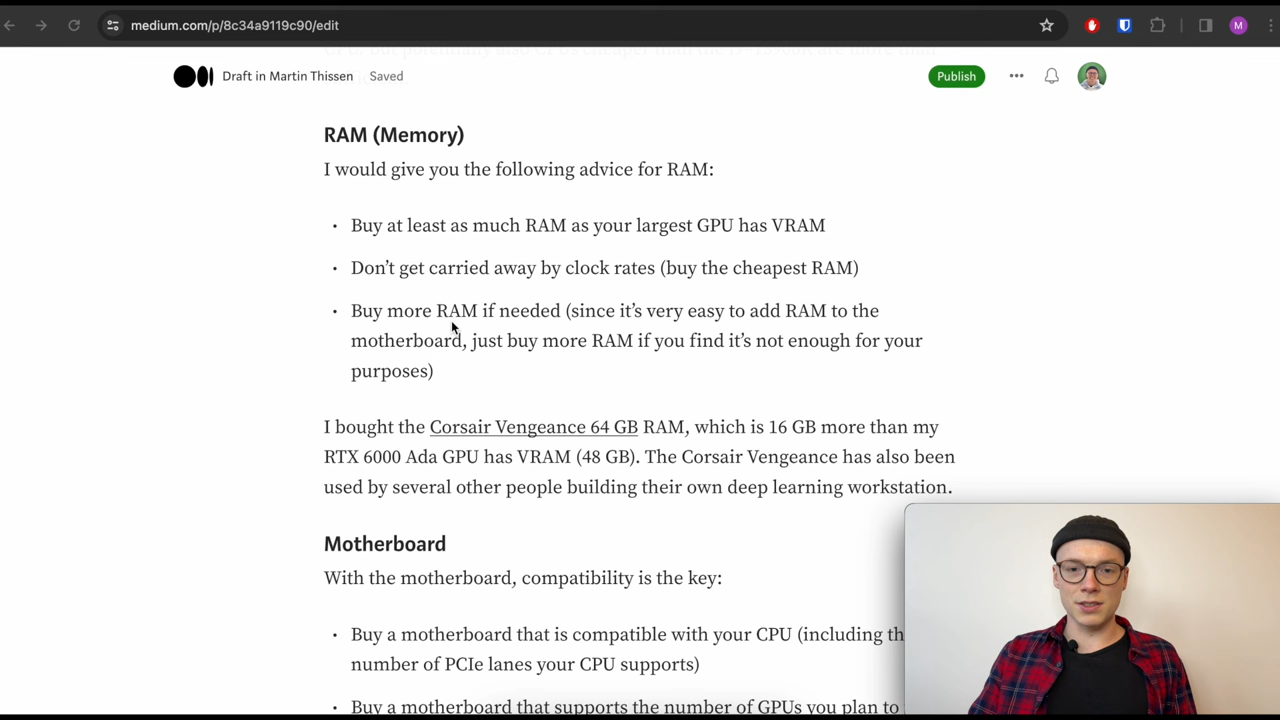 medium.com/p/8c34a9119c90/edit
M
Draft in Martin Thissen
Saved
Publish
RAM (Memory)
I would give you the following advice for RAM:
• Buy at least as much RAM as your largest GPU has VRAM
• Don’t get carried away by clock rates (buy the cheapest RAM)
• Buy more RAM if needed (since it’s very easy to add RAM to the
motherboard, just buy more RAM if you find it’s not enough for your
purposes)
I bought the Corsair Vengeance 64 GB RAM, which is 16 GB more than my
RTX 6000 Ada GPU has VRAM (48 GB). The Corsair Vengeance has also been
used by several other people building their own deep learning workstation.
Motherboard
With the motherboard, compatibility is the key:
• Buy a motherboard that is compatible with your CPU (including th
number of PCIe lanes your CPU supports)
• Buy a motherboard that supports the number of GPUs you plan to